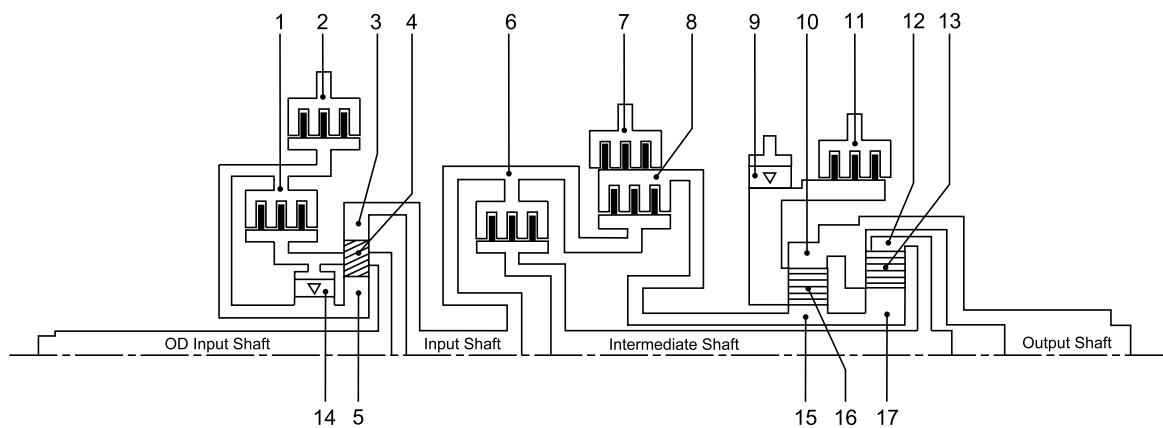 1 2 3 4 6 7 8 9 10 11 12 13
OD Input Shaft Input Shaft Intermediate Shaft Output Shaft
14 5 15 16 17